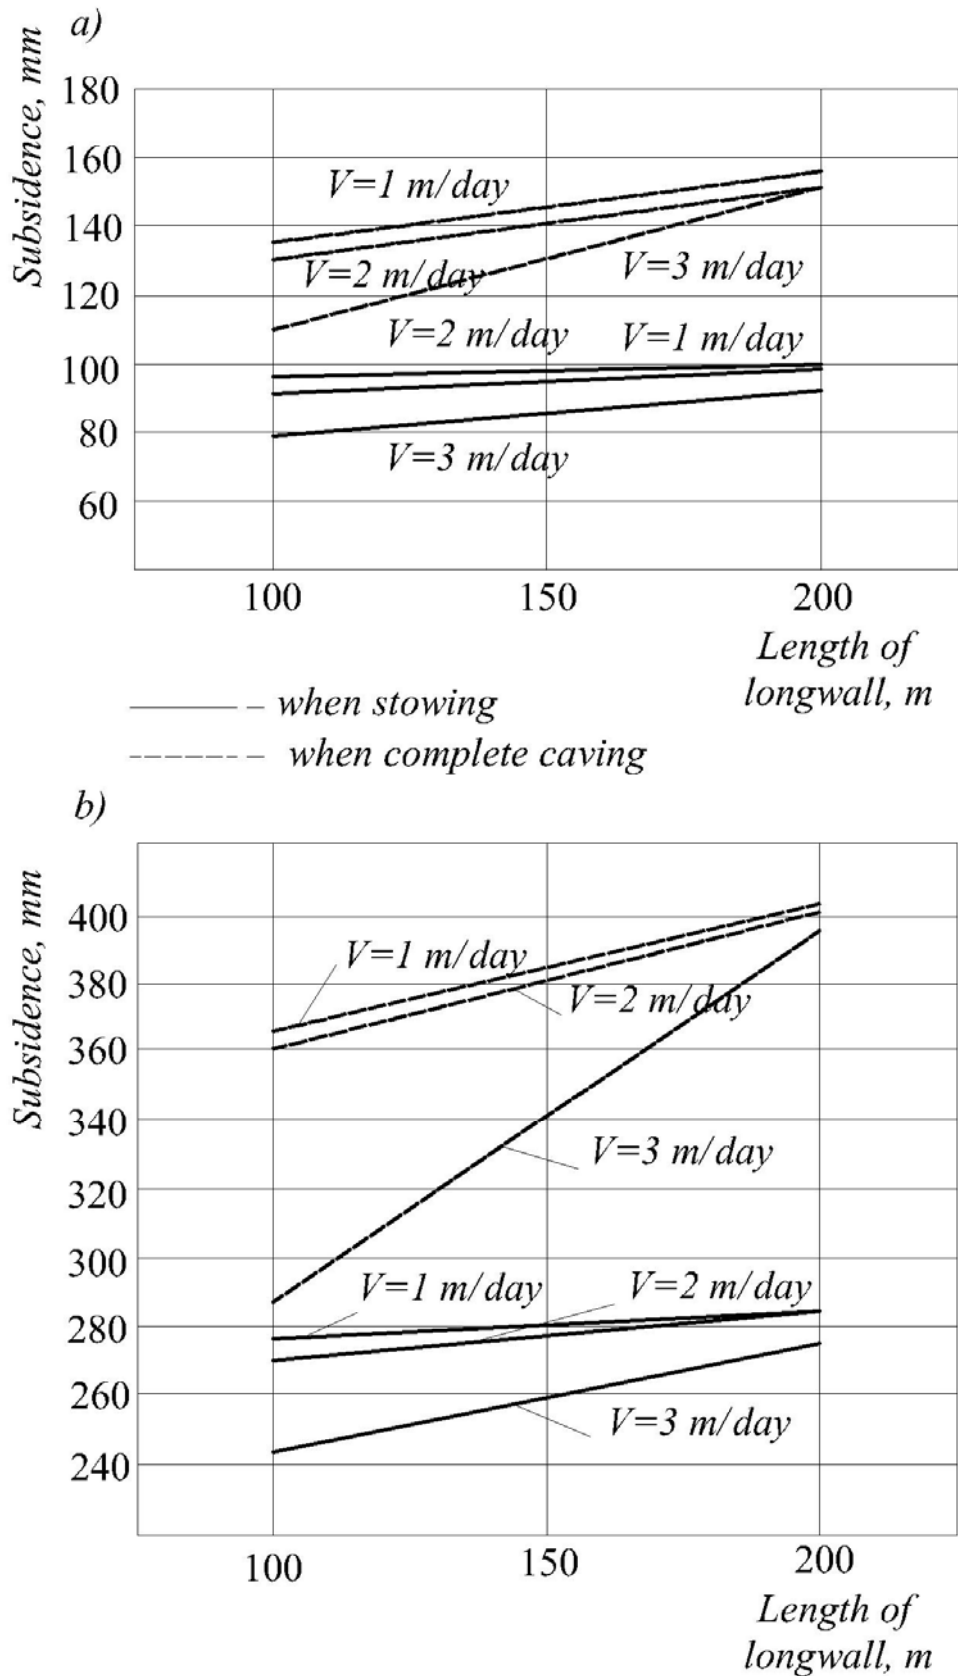 a)
Subsidence, mm
180
160
140
120
100
80
60
V=1 m/day
V=2 m/day
V=3 m/day
V=2 m/day
V=1 m/day
V=3 m/day
100
150
200
Length of
longwall, m
– when stowing
– when complete caving
b)
Subsidence, mm
400
380
360
340
320
300
280
260
240
V=1 m/day
V=2 m/day
V=3 m/day
V=1 m/day
V=2 m/day
V=3 m/day
100
150
200
Length of
longwall, m